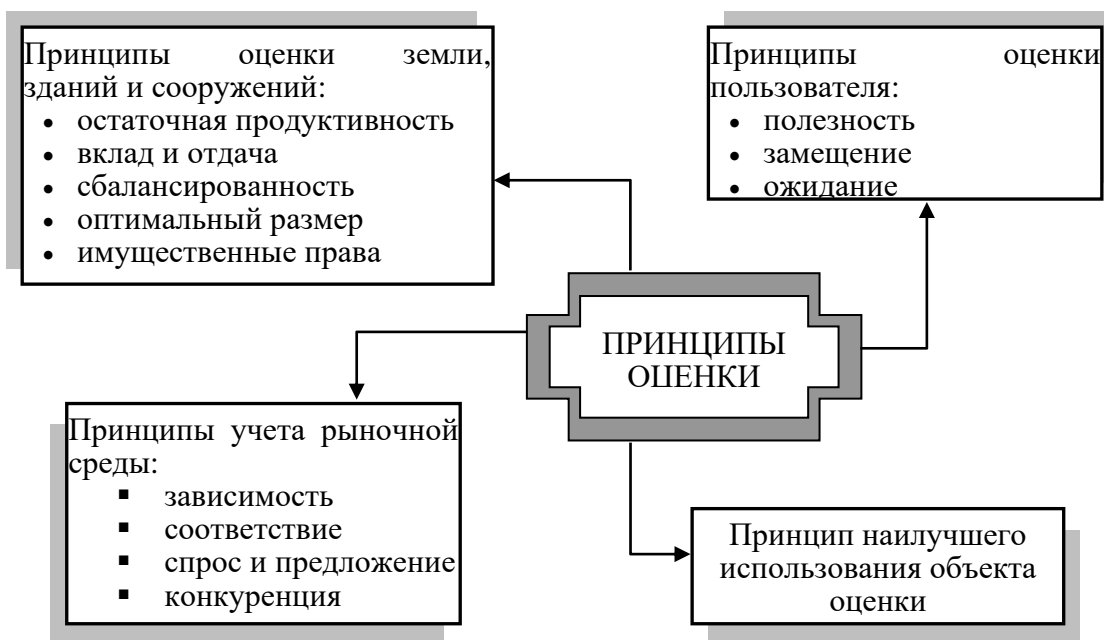 Принципы оценки земли,
зданий и сооружений:
• остаточная продуктивность
• вклад и отдача
• сбалансированность
• оптимальный размер
• имущественные права
Принципы оценки
пользователя:
• полезность
• замещение
• ожидание
ПРИНЦИПЫ
ОЦЕНКИ
Принципы учета рыночной
среды:
▪ зависимость
▪ соответствие
▪ спрос и предложение
▪ конкуренция
Принцип наилучшего
использования объекта
оценки